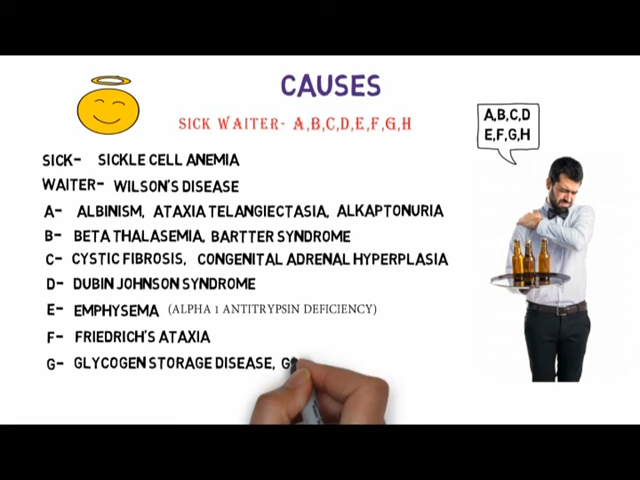 CAUSES
SICK WAITER- A,B,C,D,E,F,G,H
A,B,C,D
E,F,G,H
SICK- SICKLE CELL ANEMIA
WAITER- WILSON'S DISEASE
A- ALBINISM, ATAXIA TELANGIECTASIA, ALKAPTONURIA
B- BETA THALASEMIA, BARTTER SYNDROME
C- CYSTIC FIBROSIS, CONGENITAL ADRENAL HYPERPLASIA
D- DUBIN JOHNSON SYNDROME
E- EMPHYSEMA (ALPHA 1 ANTITRYPSIN DEFICIENCY)
F- FRIEDRICH'S ATAXIA
G- GLYCOGEN STORAGE DISEASE, G